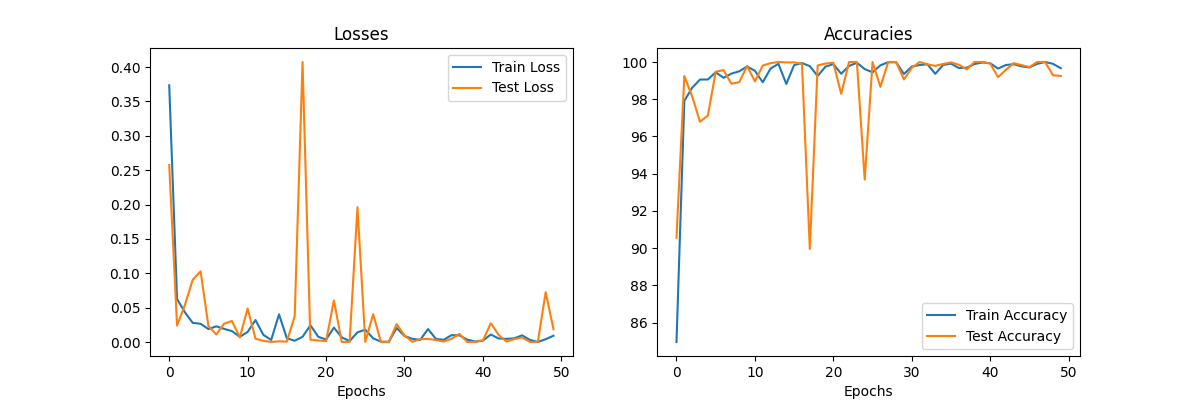 Losses
0.40
0.35
0.30
0.25
0.20
0.15
0.10
0.05
0.00
0 10 20 30 40 50
Epochs
Train Loss
Test Loss
Accuracies
100
98
96
94
92
90
88
86
0 10 20 30 40 50
Epochs
Train Accuracy
Test Accuracy